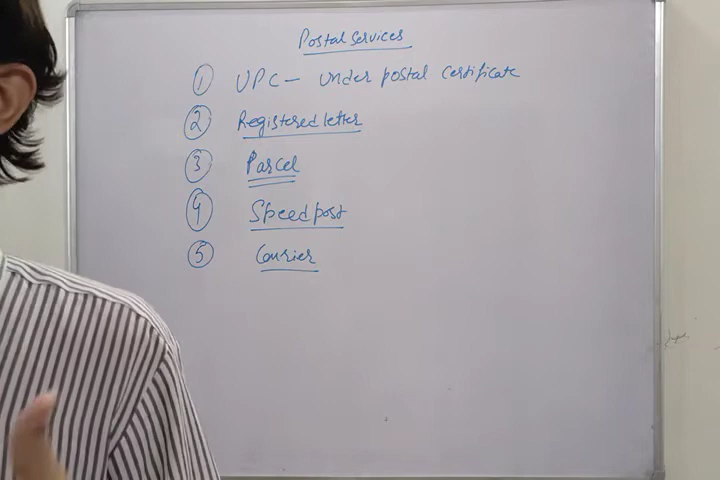 Postal Services
① UPC - Under postal certificate
② Registered letter
③ Parcel
④ Speed post
⑤ Courier